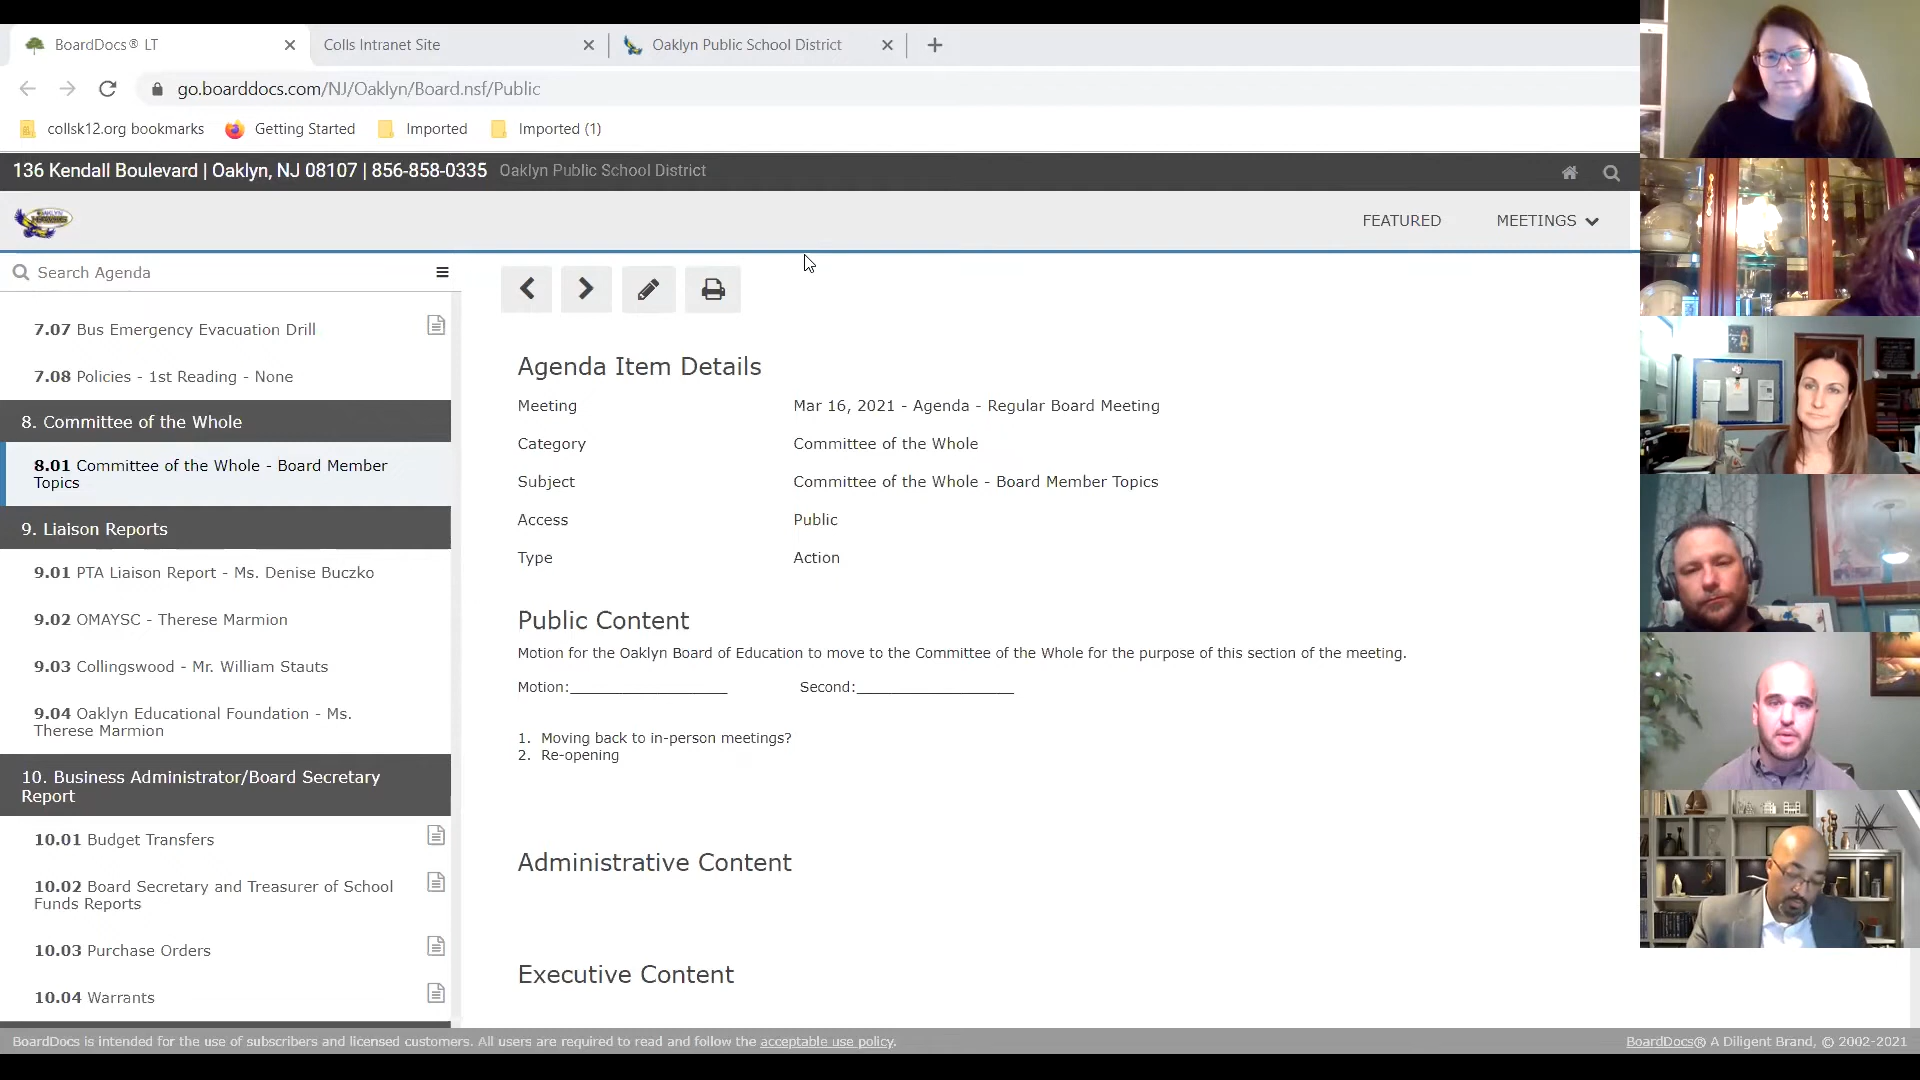 BoardDocs® LT
Colls Intranet Site
Oaklyn Public School District
go.boarddocs.com/NJ/Oaklyn/Board.nsf/Public
collsk12.org bookmarks
Getting Started
Imported
Imported (1)
136 Kendall Boulevard | Oaklyn, NJ 08107 | 856-858-0335 Oaklyn Public School District
FEATURED
MEETINGS
Search Agenda
7.07 Bus Emergency Evacuation Drill
7.08 Policies - 1st Reading - None
8. Committee of the Whole
8.01 Committee of the Whole - Board Member
Topics
9. Liaison Reports
9.01 PTA Liaison Report - Ms. Denise Buczko
9.02 OMAYSC - Therese Marmion
9.03 Collingswood - Mr. William Stauts
9.04 Oaklyn Educational Foundation - Ms.
Therese Marmion
10. Business Administrator/Board Secretary
Report
10.01 Budget Transfers
10.02 Board Secretary and Treasurer of School
Funds Reports
10.03 Purchase Orders
10.04 Warrants
Agenda Item Details
Meeting Mar 16, 2021 - Agenda - Regular Board Meeting
Category Committee of the Whole
Subject Committee of the Whole - Board Member Topics
Access Public
Type Action
Public Content
Motion for the Oaklyn Board of Education to move to the Committee of the Whole for the purpose of this section of the meeting.
Motion:___________________ Second:___________________
1. Moving back to in-person meetings?
2. Re-opening
Administrative Content
Executive Content
BoardDocs is intended for the use of subscribers and licensed customers. All users are required to read and follow the acceptable use policy.
BoardDocs® A Diligent Brand, © 2002-2021